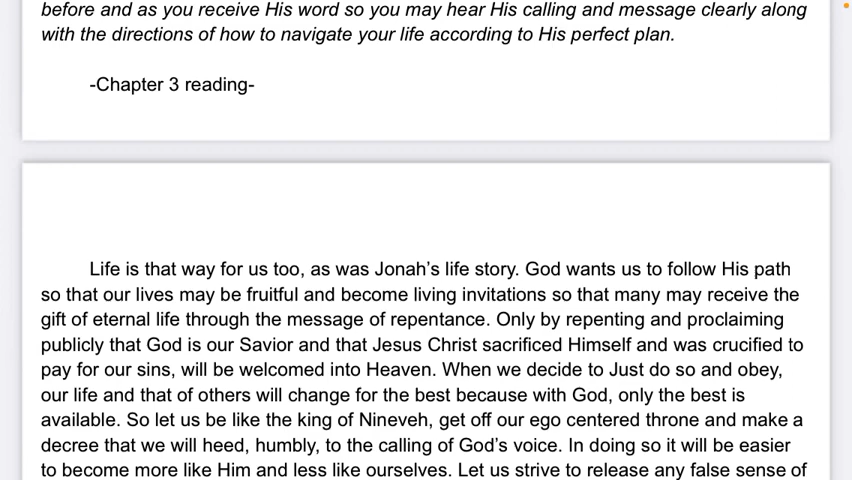 before and as you receive His word so you may hear His calling and message clearly along
with the directions of how to navigate your life according to His perfect plan.
-Chapter 3 reading-
Life is that way for us too, as was Jonah’s life story. God wants us to follow His path
so that our lives may be fruitful and become living invitations so that many may receive the
gift of eternal life through the message of repentance. Only by repenting and proclaiming
publicly that God is our Savior and that Jesus Christ sacrificed Himself and was crucified to
pay for our sins, will be welcomed into Heaven. When we decide to Just do so and obey,
our life and that of others will change for the best because with God, only the best is
available. So let us be like the king of Nineveh, get off our ego centered throne and make a
decree that we will heed, humbly, to the calling of God’s voice. In doing so it will be easier
to become more like Him and less like ourselves. Let us strive to release any false sense of